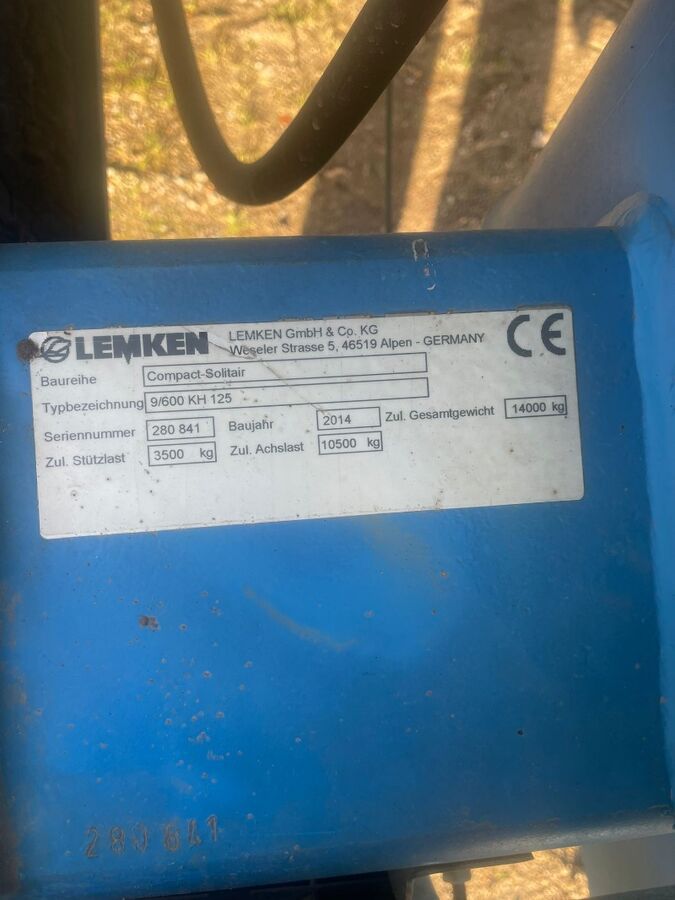 LEMKEN LEMKEN GmbH & Co. KG
Weseler Strasse 5, 46519 Alpen - GERMANY
CE
Baureihe Compact-Solitair
Typbezeichnung 9/600 KH 125
Seriennummer 280 841 Baujahr 2014 Zul. Gesamtgewicht 14000 kg
Zul. Stützlast 3500 kg Zul. Achslast 10500 kg
280 841